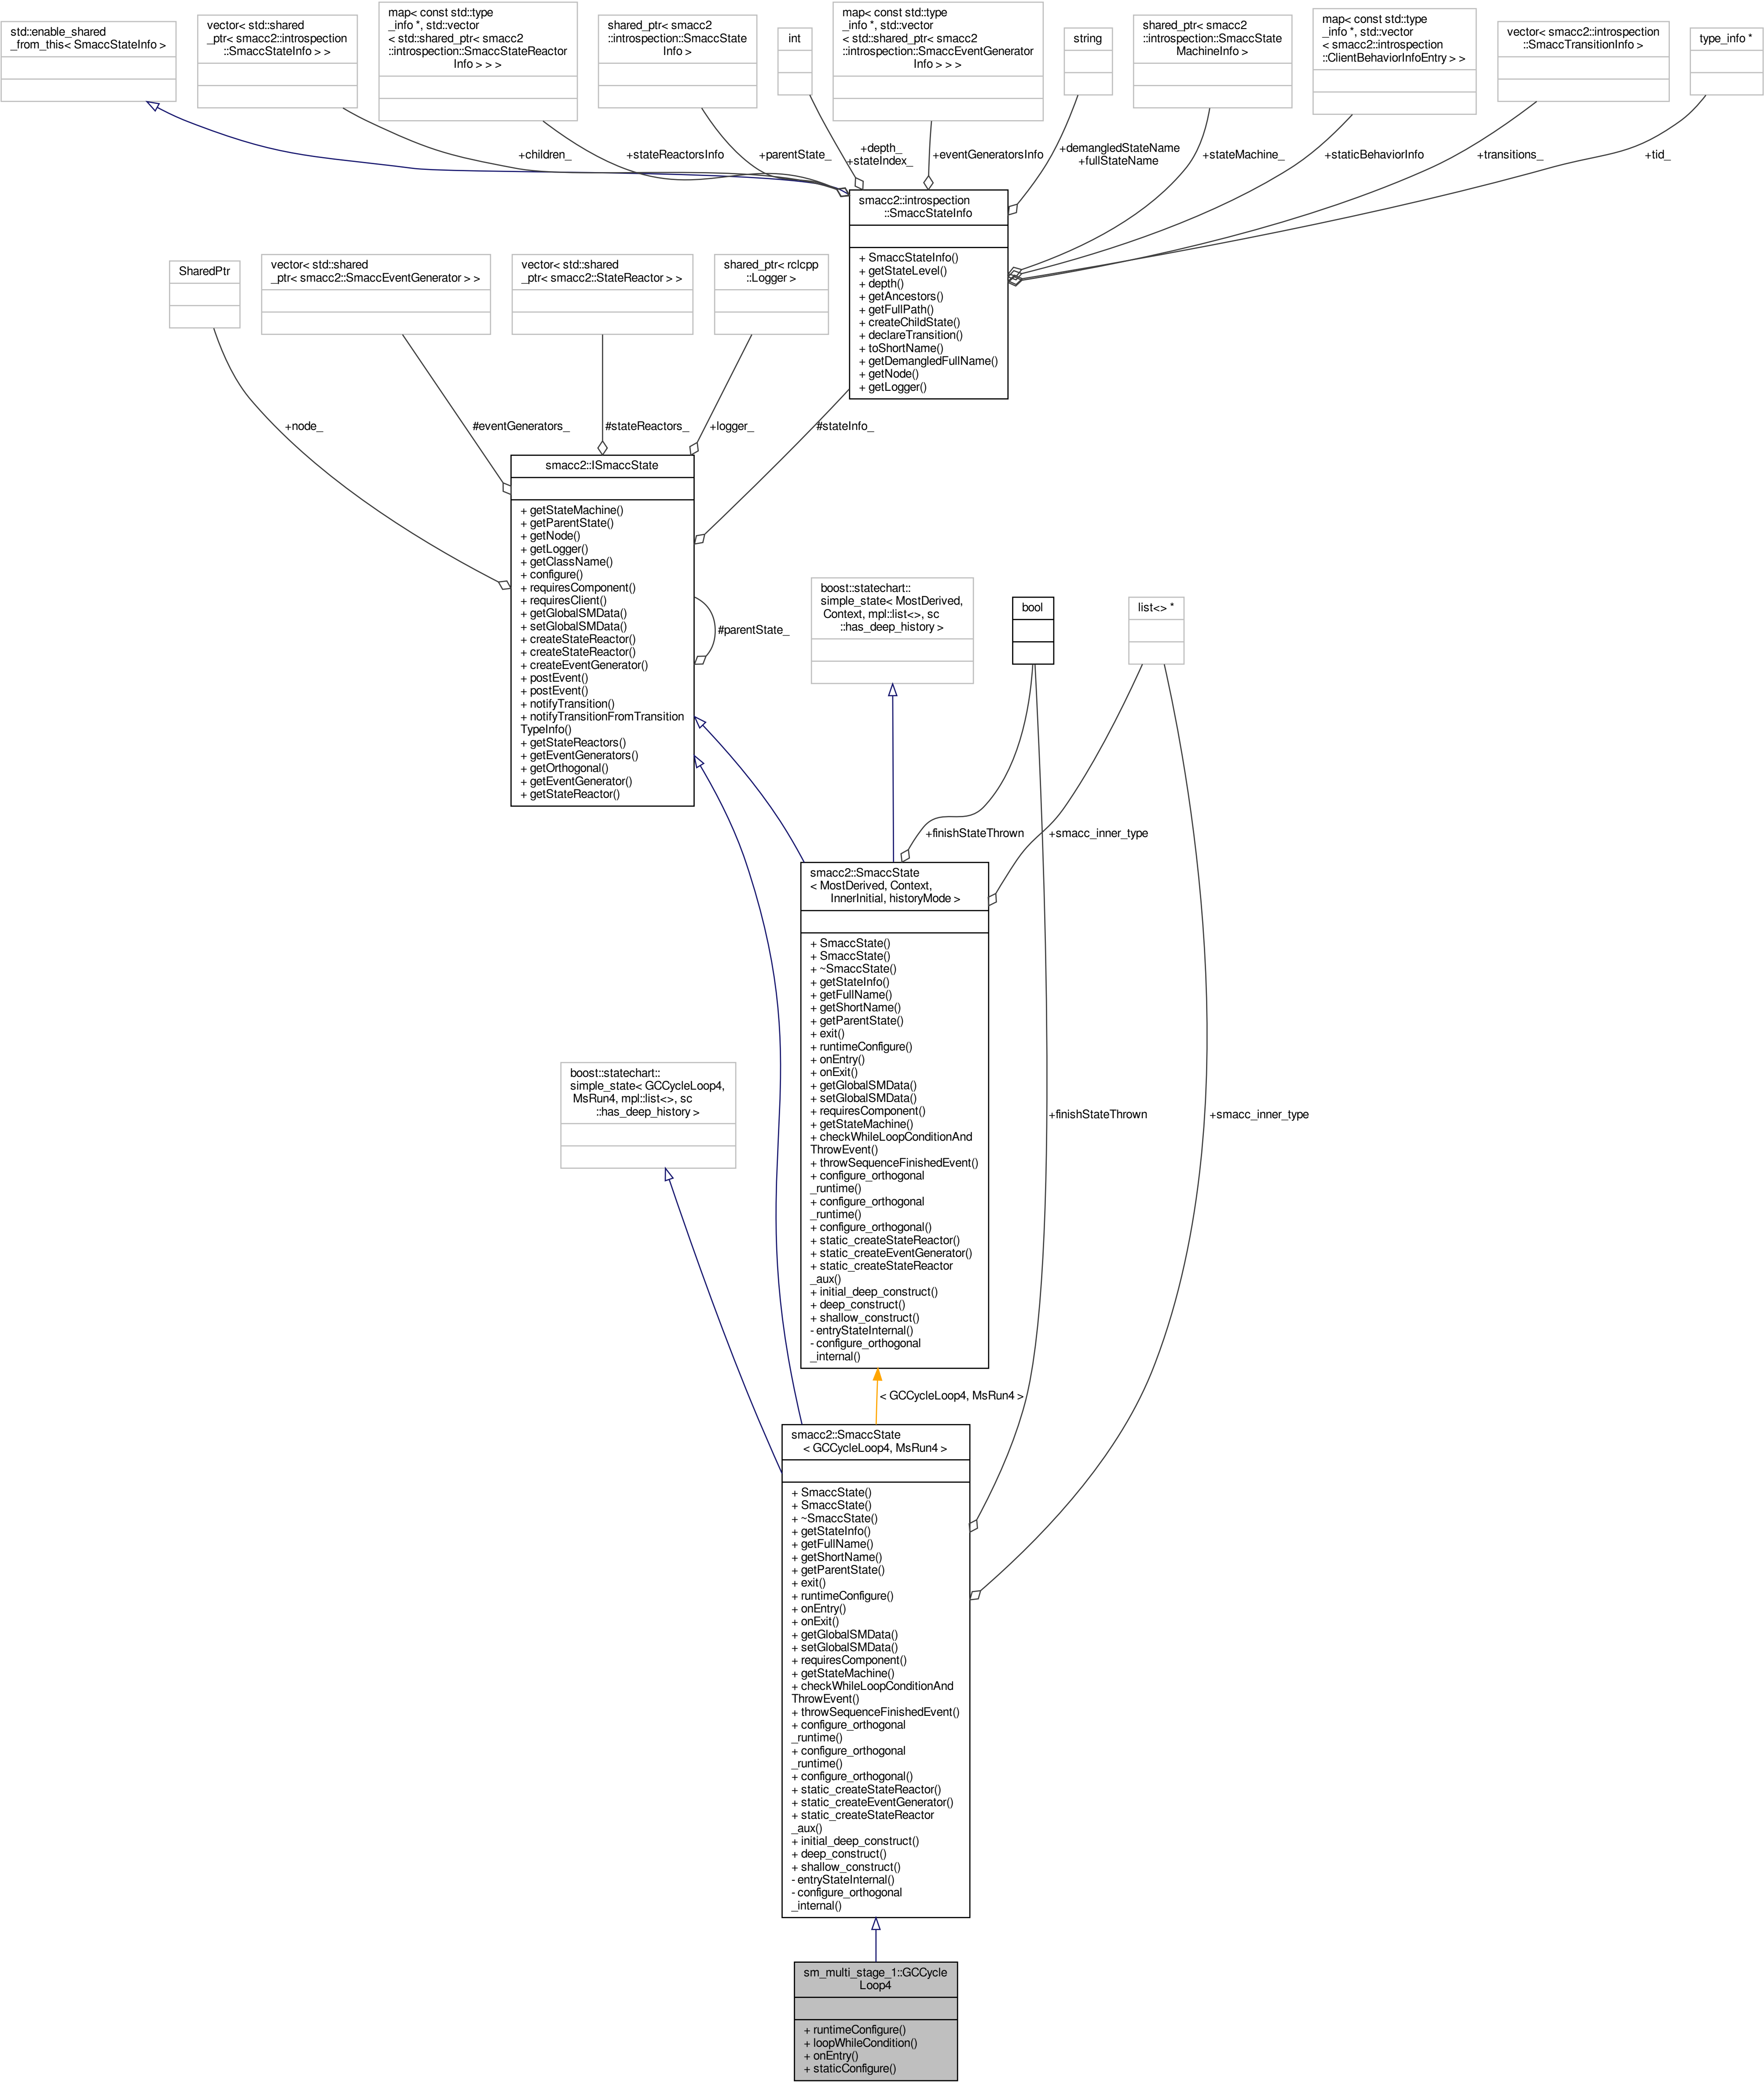 std::enable_shared
_from_this< SmaccStateInfo >
vector< std::shared
_ptr< smacc2::introspection
::SmaccStateInfo > >
map< const std::type
_info *, std::vector
< std::shared_ptr< smacc2
::introspection::SmaccStateReactor
Info > > >
shared_ptr< smacc2
::introspection::SmaccState
Info >
int
map< const std::type
_info *, std::vector
< std::shared_ptr< smacc2
::introspection::SmaccEventGenerator
Info > > >
string
shared_ptr< smacc2
::introspection::SmaccState
MachineInfo >
map< const std::type
_info *, std::vector
< smacc2::introspection
::ClientBehaviorInfoEntry > >
vector< smacc2::introspection
::SmaccTransitionInfo >
type_info *
+children_
+stateReactorsInfo
+parentState_
+depth_
+stateIndex_
+eventGeneratorsInfo
+demangledStateName
+fullStateName
+stateMachine_
+staticBehaviorInfo
+transitions_
+tid_
smacc2::introspection
::SmaccStateInfo
+ SmaccStateInfo()
+ getStateLevel()
+ depth()
+ getAncestors()
+ getFullPath()
+ createChildState()
+ declareTransition()
+ toShortName()
+ getDemangledFullName()
+ getNode()
+ getLogger()
SharedPtr
vector< std::shared
_ptr< smacc2::SmaccEventGenerator > >
vector< std::shared
_ptr< smacc2::StateReactor > >
shared_ptr< rclcpp
::Logger >
+node_
#eventGenerators_
#stateReactors_
+logger_
#stateInfo_
smacc2::ISmaccState
+ getStateMachine()
+ getParentState()
+ getNode()
+ getLogger()
+ getClassName()
+ configure()
+ requiresComponent()
+ requiresClient()
+ getGlobalSMData()
+ setGlobalSMData()
+ createStateReactor()
+ createStateReactor()
+ createEventGenerator()
+ postEvent()
+ postEvent()
+ notifyTransition()
+ notifyTransitionFromTransition
TypeInfo()
+ getStateReactors()
+ getEventGenerators()
+ getOrthogonal()
+ getEventGenerator()
+ getStateReactor()
#parentState_
boost::statechart::
simple_state< MostDerived,
Context, mpl::list<>, sc
::has_deep_history >
bool
list<> *
+finishStateThrown
+smacc_inner_type
smacc2::SmaccState
< MostDerived, Context,
InnerInitial, historyMode >
+ SmaccState()
+ SmaccState()
+ ~SmaccState()
+ getStateInfo()
+ getFullName()
+ getShortName()
+ getParentState()
+ exit()
+ runtimeConfigure()
+ onEntry()
+ onExit()
+ getGlobalSMData()
+ setGlobalSMData()
+ requiresComponent()
+ getStateMachine()
+ checkWhileLoopConditionAnd
ThrowEvent()
+ throwSequenceFinishedEvent()
+ configure_orthogonal
_runtime()
+ configure_orthogonal
_runtime()
+ configure_orthogonal()
+ static_createStateReactor()
+ static_createEventGenerator()
+ static_createStateReactor
_aux()
+ initial_deep_construct()
+ deep_construct()
+ shallow_construct()
- entryStateInternal()
- configure_orthogonal
_internal()
boost::statechart::
simple_state< GCCycleLoop4,
MsRun4, mpl::list<>, sc
::has_deep_history >
+finishStateThrown
+smacc_inner_type
< GCCycleLoop4, MsRun4 >
smacc2::SmaccState
< GCCycleLoop4, MsRun4 >
+ SmaccState()
+ SmaccState()
+ ~SmaccState()
+ getStateInfo()
+ getFullName()
+ getShortName()
+ getParentState()
+ exit()
+ runtimeConfigure()
+ onEntry()
+ onExit()
+ getGlobalSMData()
+ setGlobalSMData()
+ requiresComponent()
+ getStateMachine()
+ checkWhileLoopConditionAnd
ThrowEvent()
+ throwSequenceFinishedEvent()
+ configure_orthogonal
_runtime()
+ configure_orthogonal
_runtime()
+ configure_orthogonal()
+ static_createStateReactor()
+ static_createEventGenerator()
+ static_createStateReactor
_aux()
+ initial_deep_construct()
+ deep_construct()
+ shallow_construct()
- entryStateInternal()
- configure_orthogonal
_internal()
sm_multi_stage_1::GCCycle
Loop4
+ runtimeConfigure()
+ loopWhileCondition()
+ onEntry()
+ staticConfigure()